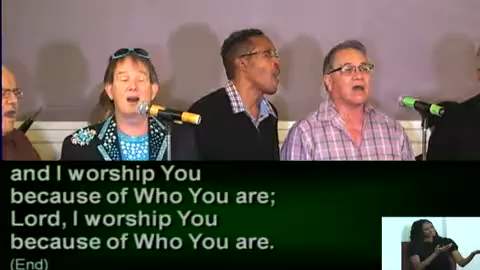 and I worship You
because of Who You are;
Lord, I worship You
because of Who You are.
(End)